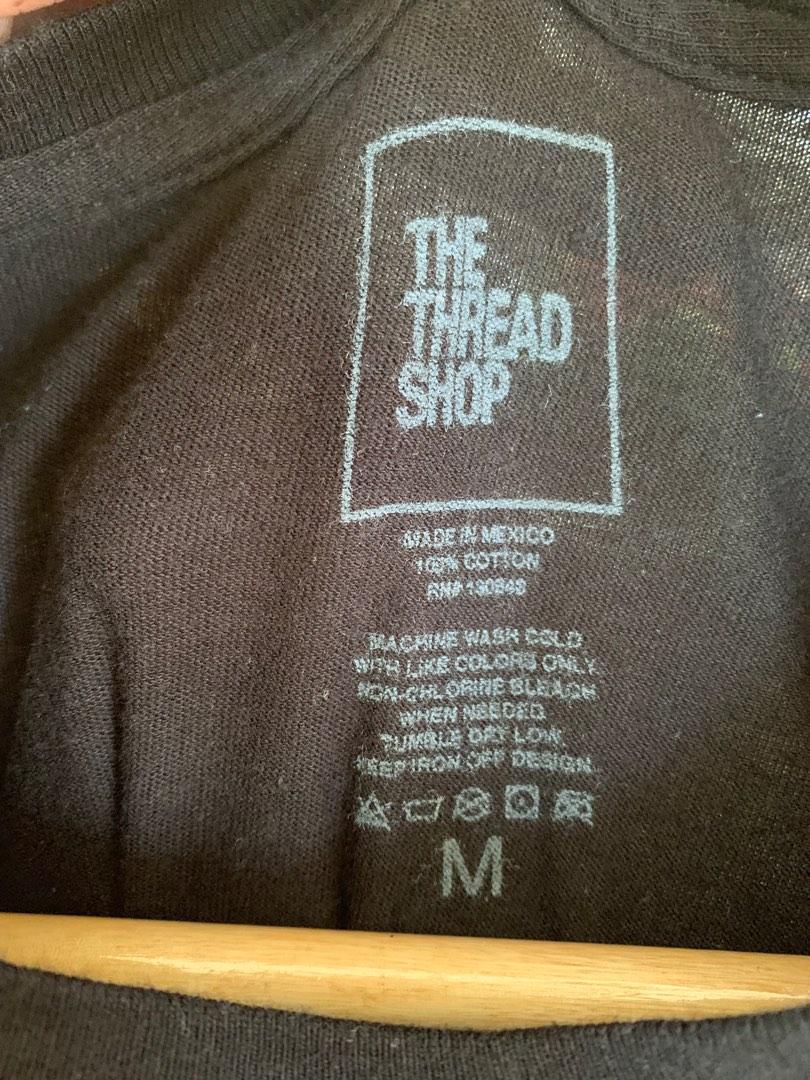 THE
THREAD
SHOP
MADE IN MEXICO
100% COTTON
RN#
MACHINE WASH COLD
WITH LIKE COLORS ONLY.
NON-CHLORINE BLEACH
WHEN NEEDED.
TUMBLE DRY LOW.
KEEP IRON OFF DESIGN.
M